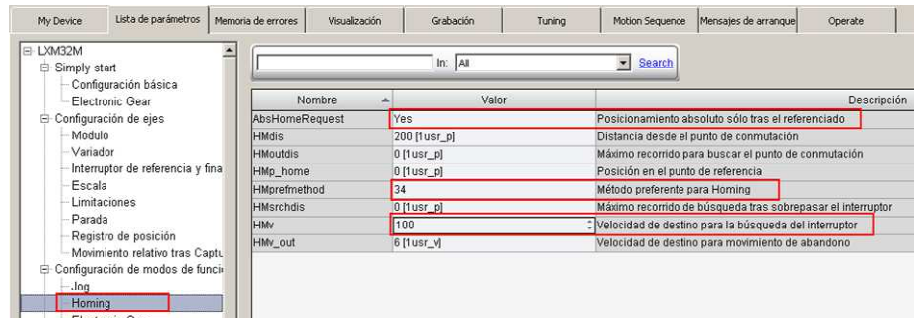 My Device
Lista de parámetros
Memoria de errores
Visualización
Grabación
Tuning
Motion Sequence
Mensajes de arranque
Operate
LXM32M
Simply start
Configuración básica
Electronic Gear
Configuración de ejes
Modulo
Variador
Interruptor de referencia y fina
Escala
Limitaciones
Parada
Registro de posición
Movimiento relativo tras Captu
Configuración de modos de funci
Jog
Homing
In: All Search
Nombre Valor Descripción
AbsHomeRequest Yes Posicionamiento absoluto sólo tras el referenciado
HMdis 200 [1usr_p] Distancia desde el punto de conmutación
HMoutdis 0 [1usr_p] Máximo recorrido para buscar el punto de conmutación
HMp_home 0 [1usr_p] Posición en el punto de referencia
HMprefmethod 34 Método preferente para Homing
HMsrchdis 0 [1usr_p] Máximo recorrido de búsqueda tras sobrepasar el interruptor
HMv 100 Velocidad de destino para la búsqueda del interruptor
HMv_out 6 [1usr_v] Velocidad de destino para movimiento de abandono